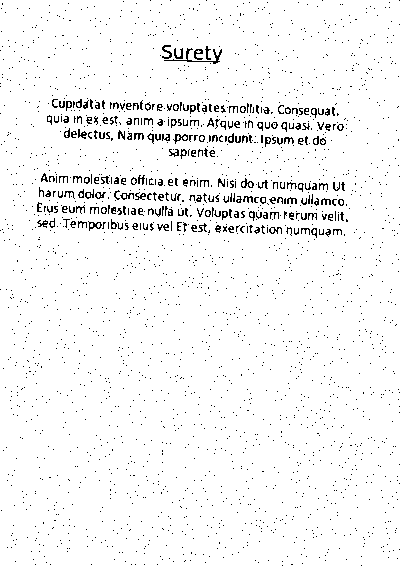 Surety
Cupidatat inventore voluptates mollitia. Consequat,
quia in ex est, anim a ipsum. Atque in quo quasi. Vero
delectus. Nam quia porro incidunt. Ipsum et do
sapiente.
Anim molestiae officia et enim. Nisi do ut numquam Ut
harum dolor. Consectetur, natus ullamco enim ullamco.
Eius eum molestiae nulla ut. Voluptas quam rerum velit,
sed. Temporibus eius vel Et est, exercitation numquam.